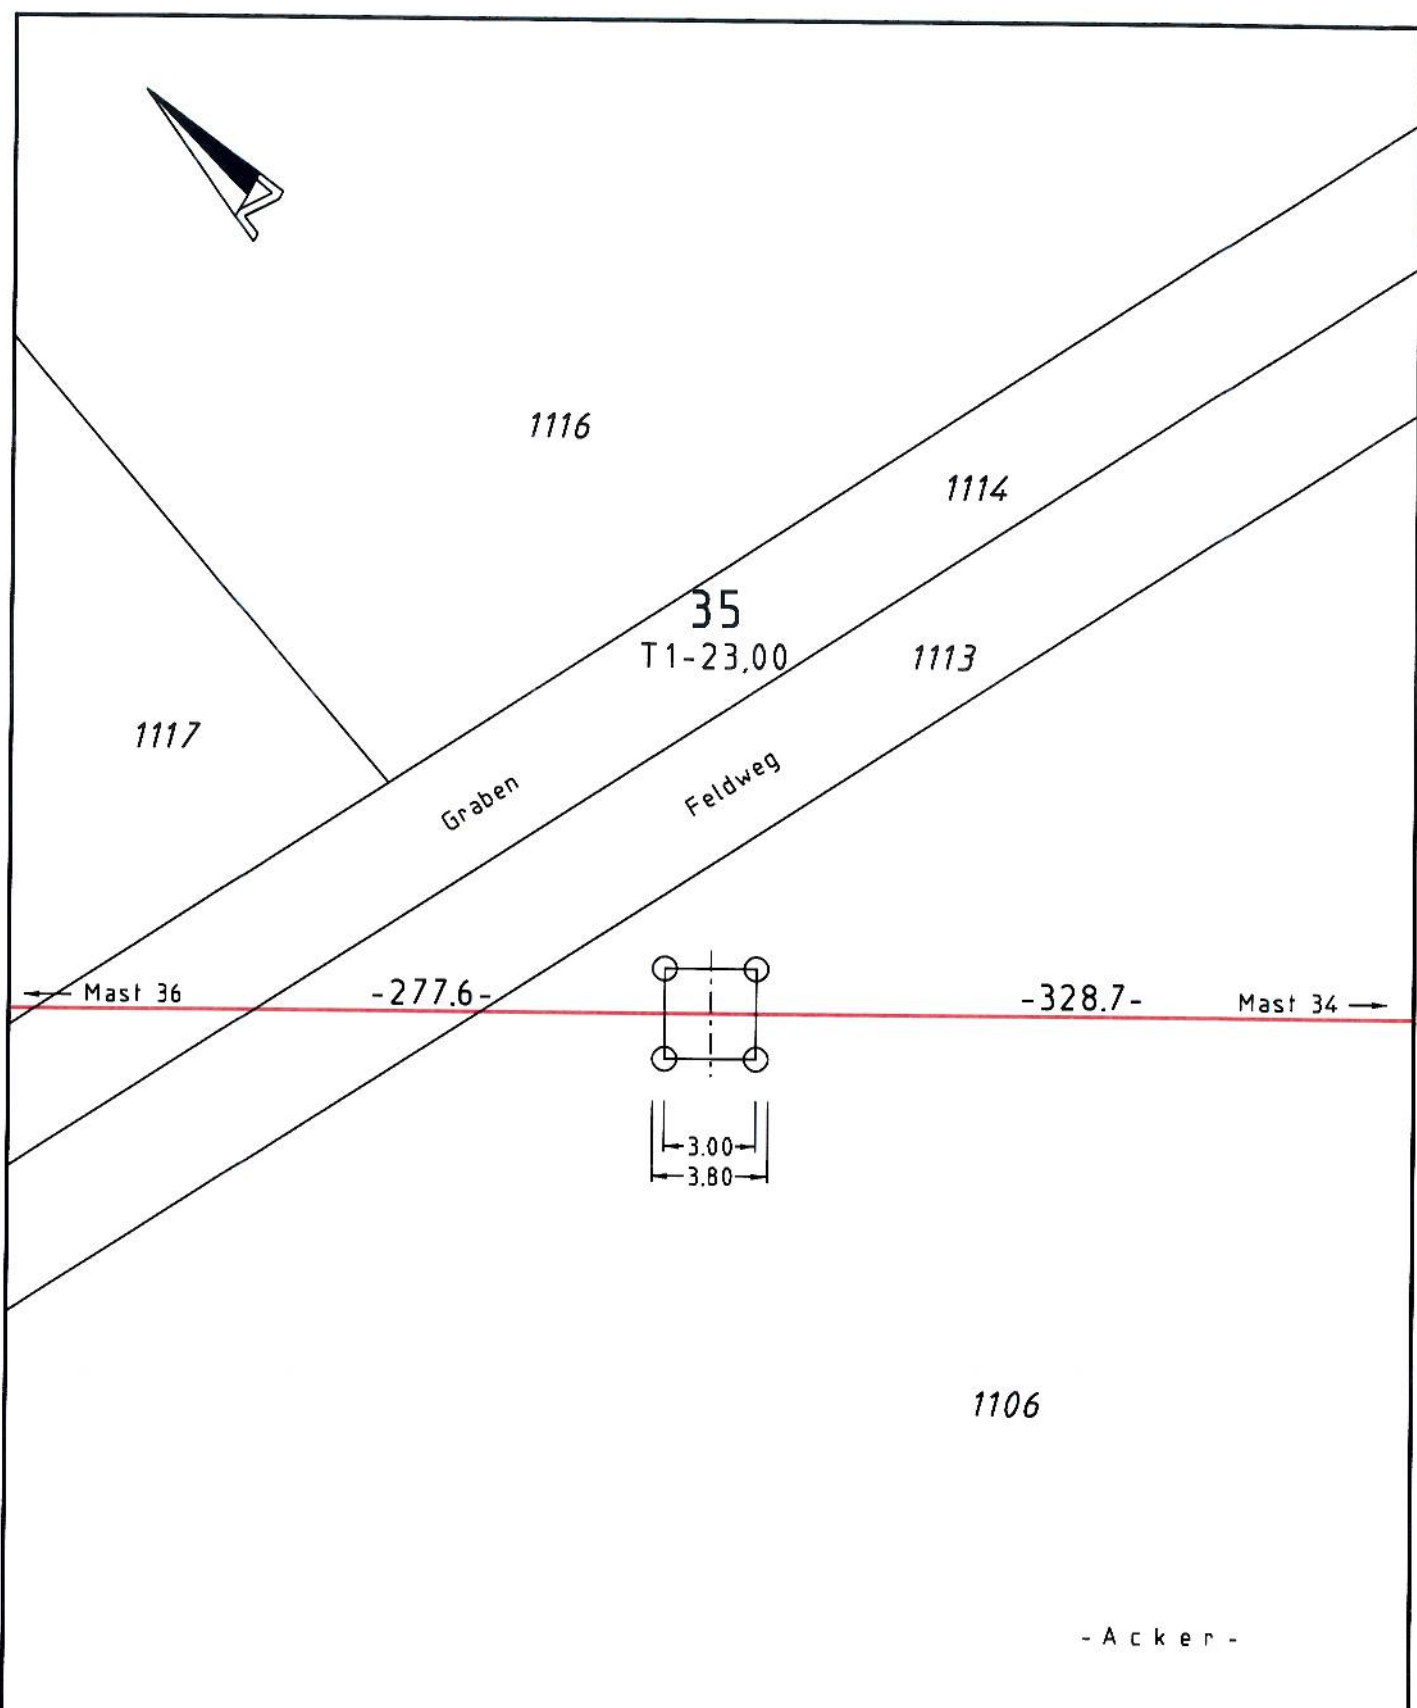 N
1116
1114
35
T1-23,00
1113
1117
Graben
Feldweg
Mast 36
-277.6-
-328.7-
Mast 34
3.00
3.80
1106
-Acker-